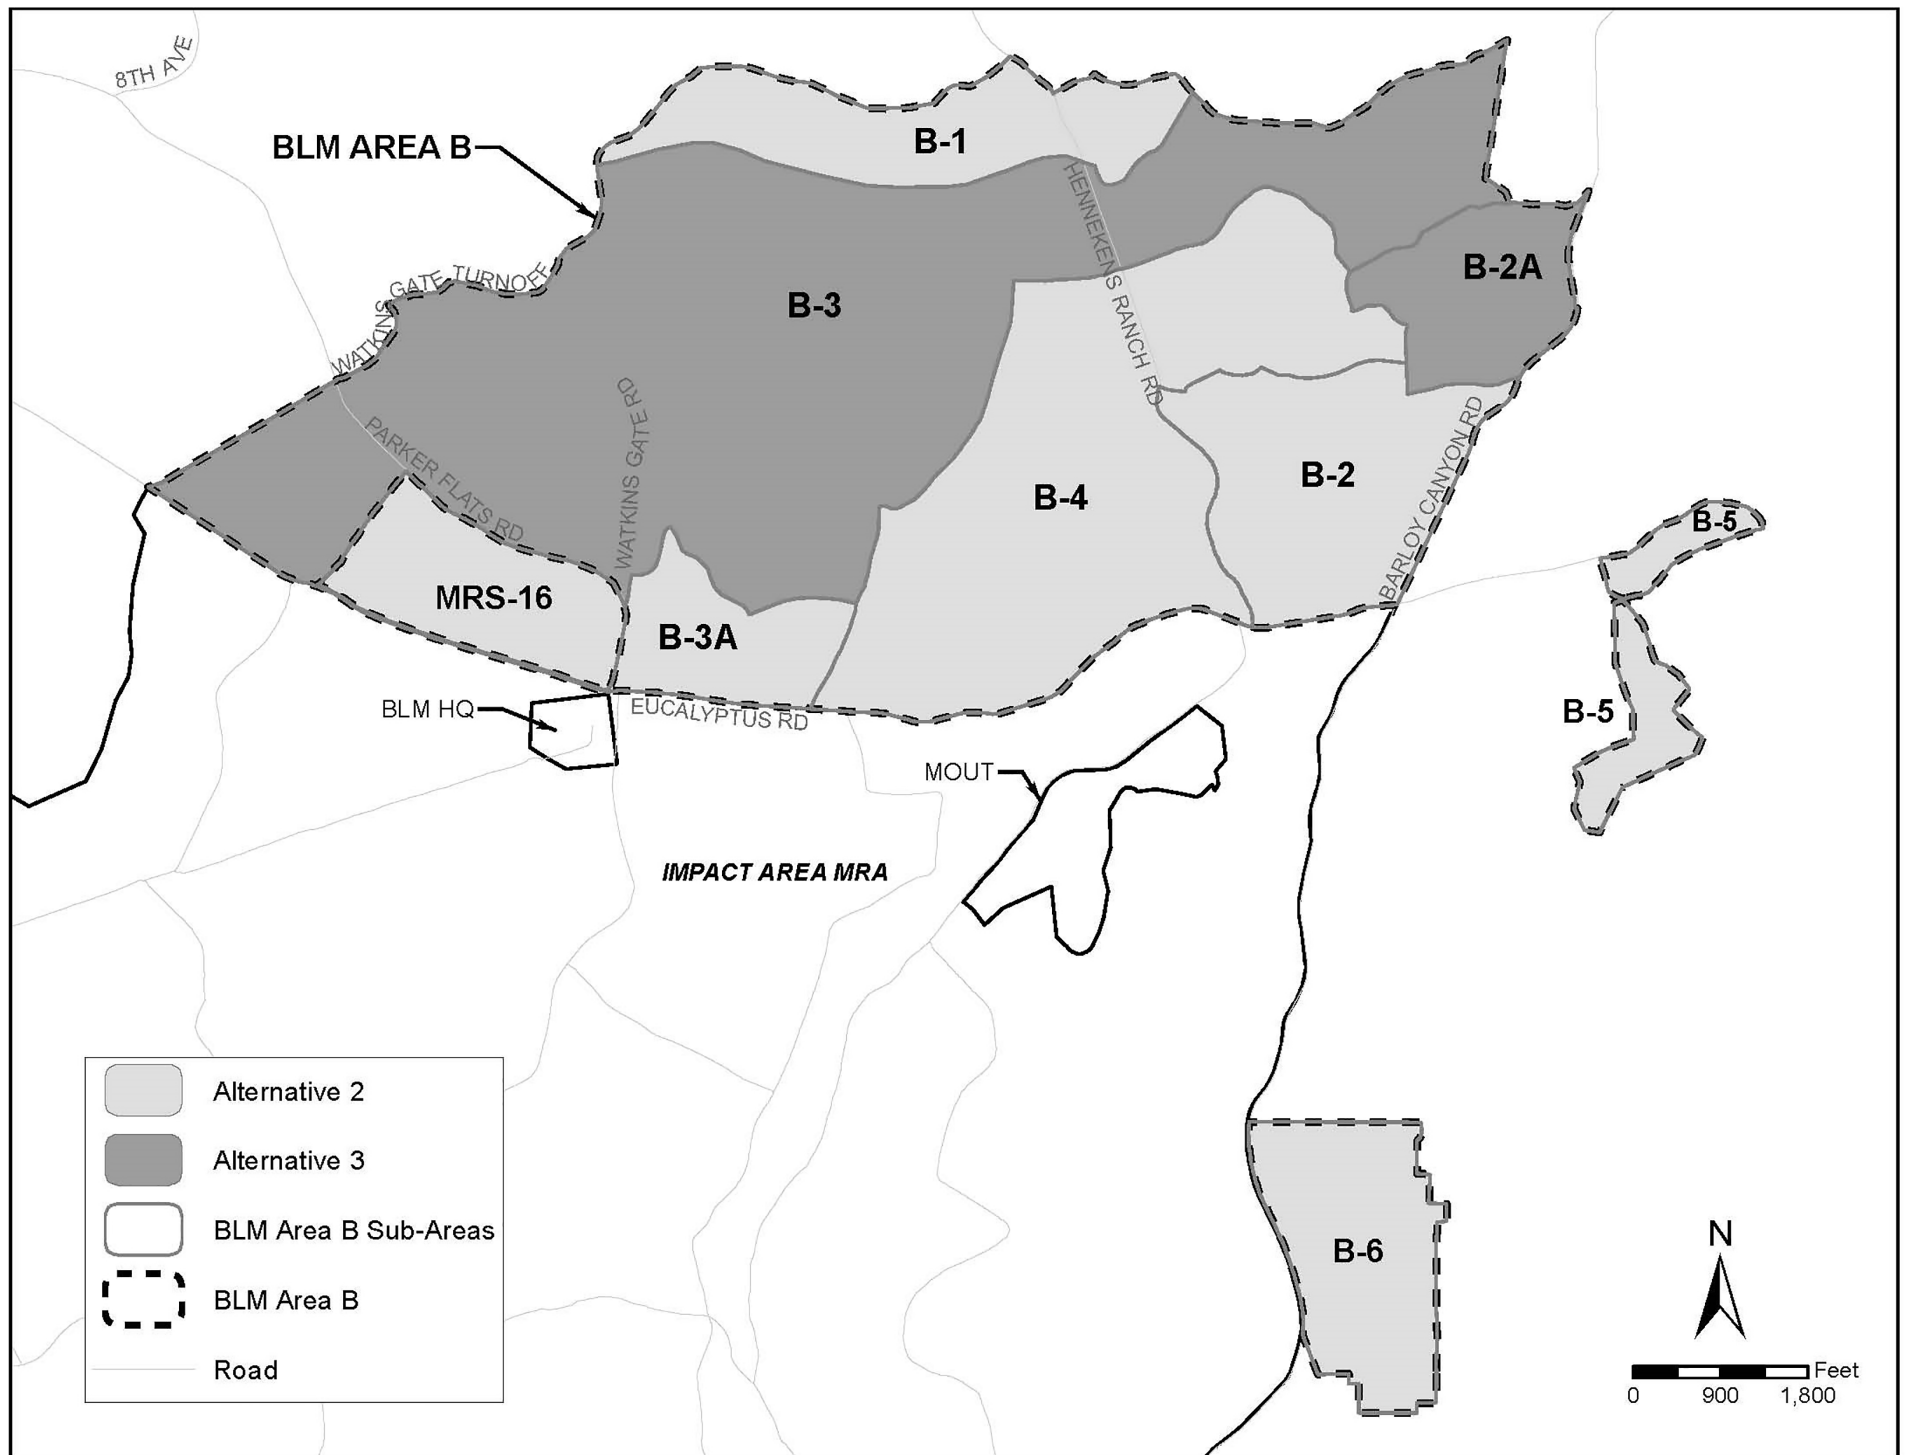 8TH AVE
BLM AREA B
B-1
HENNEKENS RANCH RD
B-2A
WATKINS GATE TURNOFF
B-3
PARKER FLATS RD
WATKINS GATE RD
B-4
B-2
BARLOY CANYON RD
B-5
MRS-16
B-3A
BLM HQ
EUCALYPTUS RD
B-5
MOUT
IMPACT AREA MRA
Alternative 2
Alternative 3
BLM Area B Sub-Areas
BLM Area B
Road
B-6
N
Feet
0 900 1,800